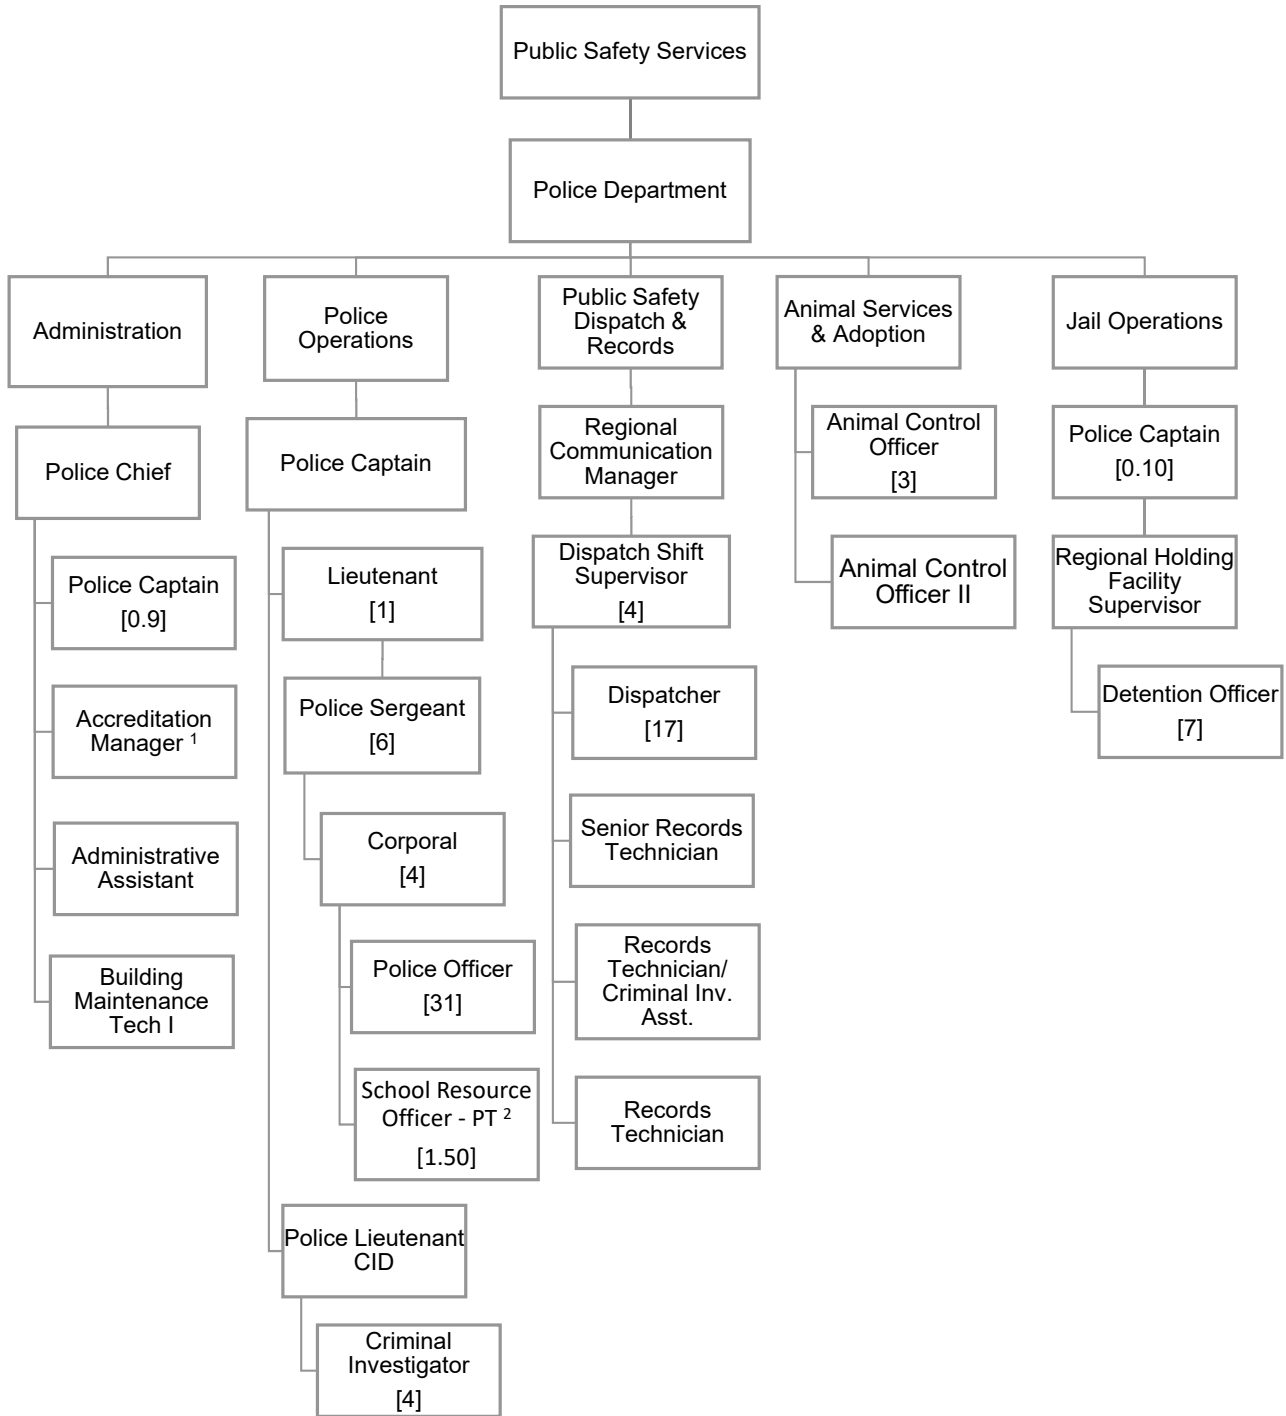 Public Safety Services
Police Department
Administration
Police Chief
Police Captain
[0.9]
Accreditation
Manager ¹
Administrative
Assistant
Building
Maintenance
Tech I
Police
Operations
Police Captain
Lieutenant
[1]
Police Sergeant
[6]
Corporal
[4]
Police Officer
[31]
School Resource
Officer - PT ²
[1.50]
Police Lieutenant
CID
Criminal
Investigator
[4]
Public Safety
Dispatch &
Records
Regional
Communication
Manager
Dispatch Shift
Supervisor
[4]
Dispatcher
[17]
Senior Records
Technician
Records
Technician/
Criminal Inv.
Asst.
Records
Technician
Animal Services
& Adoption
Animal Control
Officer
[3]
Animal Control
Officer II
Jail Operations
Police Captain
[0.10]
Regional Holding
Facility
Supervisor
Detention Officer
[7]